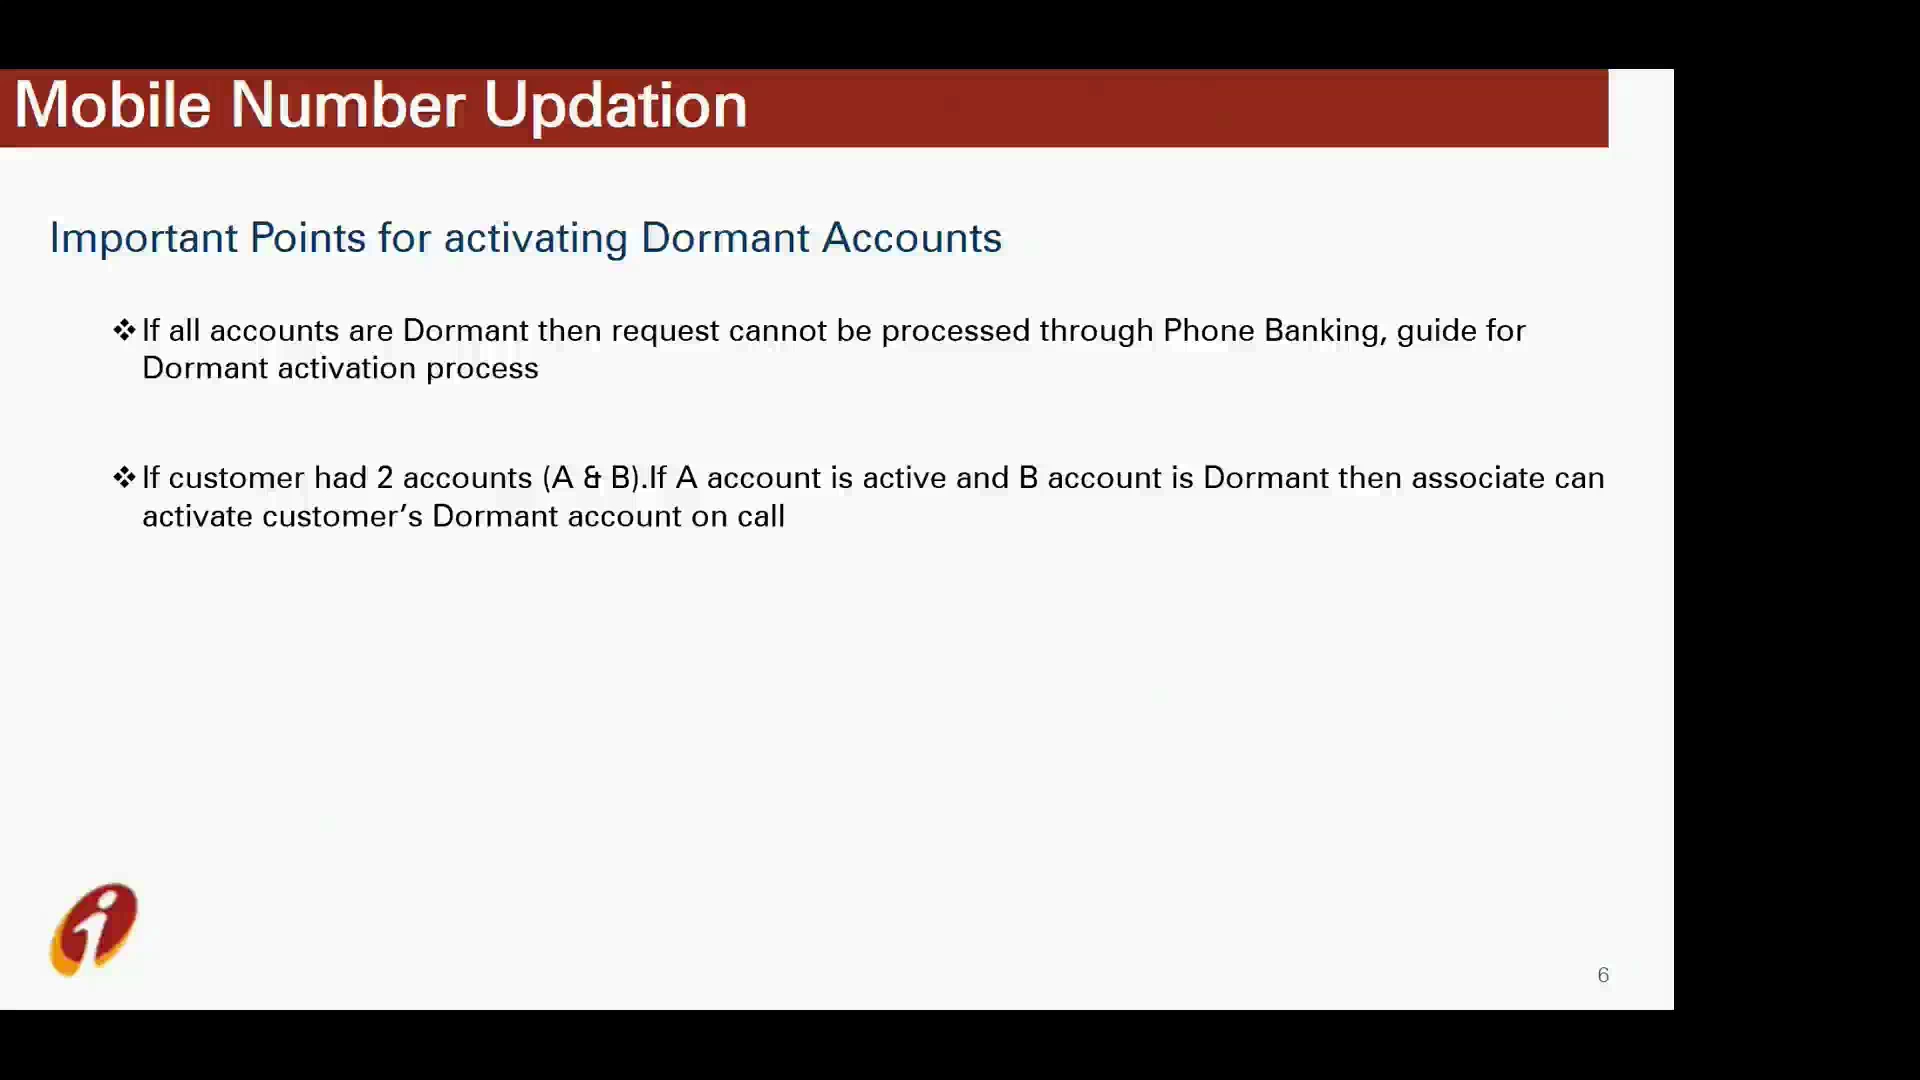 Mobile Number Updation
Important Points for activating Dormant Accounts
❖If all accounts are Dormant then request cannot be processed through Phone Banking, guide for
Dormant activation process
❖If customer had 2 accounts (A & B).If A account is active and B account is Dormant then associate can
activate customer’s Dormant account on call
i
6